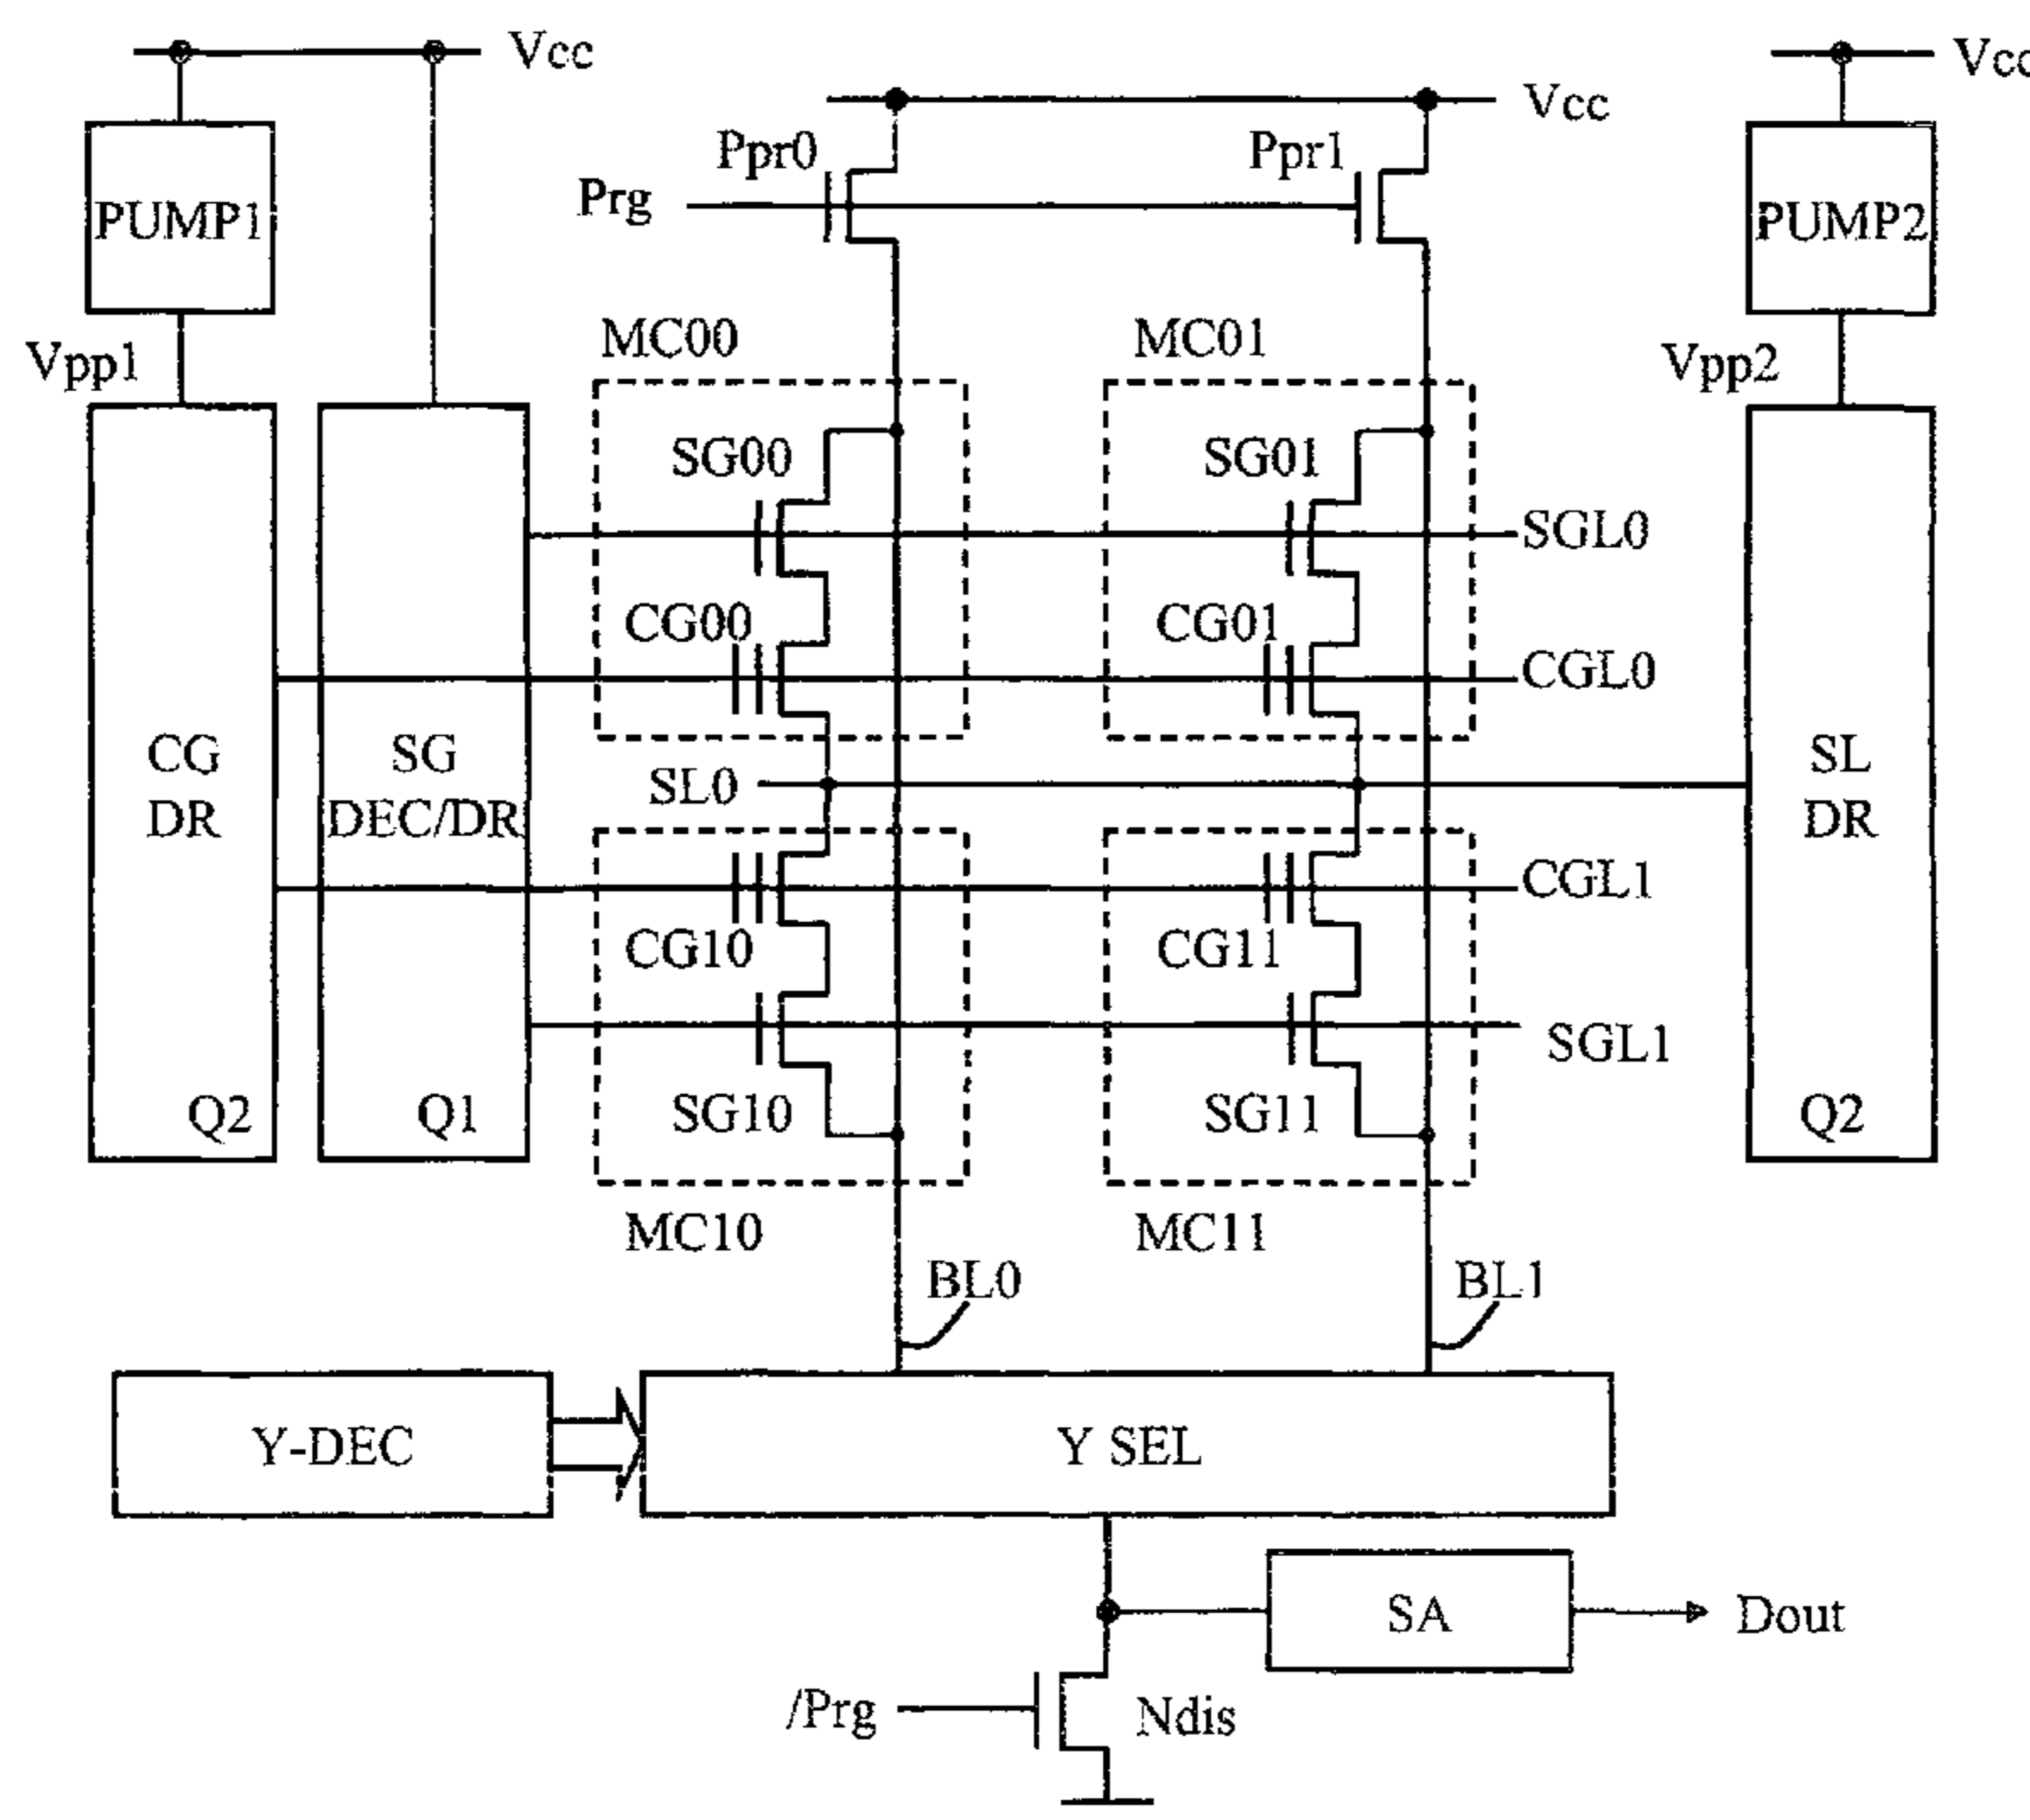 Vcc
Vcc
Vcc
Ppr0
Ppr1
Prg
PUMP1
PUMP2
Vpp1
Vpp2
MC00
MC01
SG00
SG01
SGL0
CG00
CG01
CGL0
CG
DR
SG
DEC/DR
SL
DR
SL0
CGL1
CG10
CG11
SGL1
SG10
SG11
Q2
Q1
Q2
MC10
MC11
BL0
BL1
Y-DEC
Y SEL
SA
Dout
/Prg
Ndis